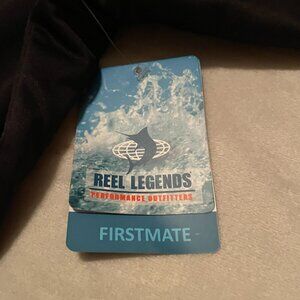 REEL LEGENDS
PERFORMANCE OUTFITTERS
FIRSTMATE